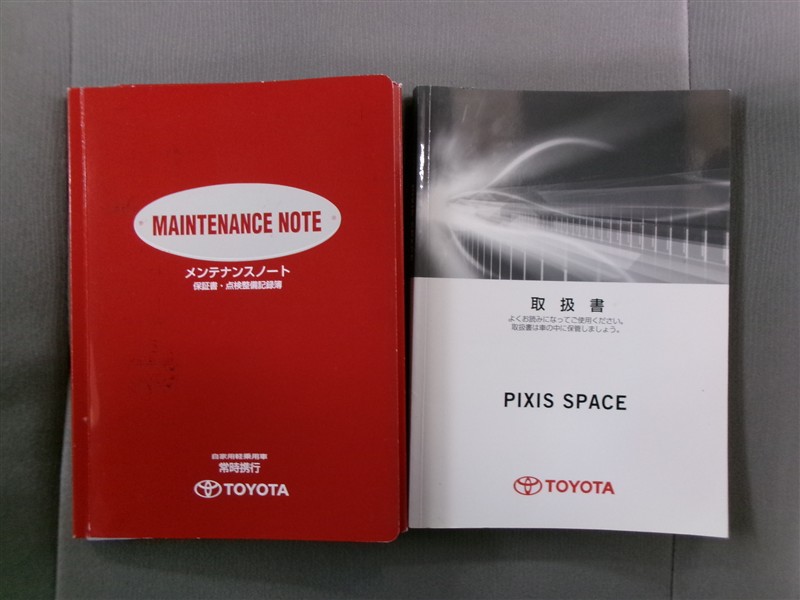 MAINTENANCE NOTE
メンテナンスノート
保証書・点検整備記録簿
自家用軽乗用車
常時携行
TOYOTA
取扱書
よくお読みになってご使用ください。
取扱書は車の中に保管しましょう。
PIXIS SPACE
TOYOTA